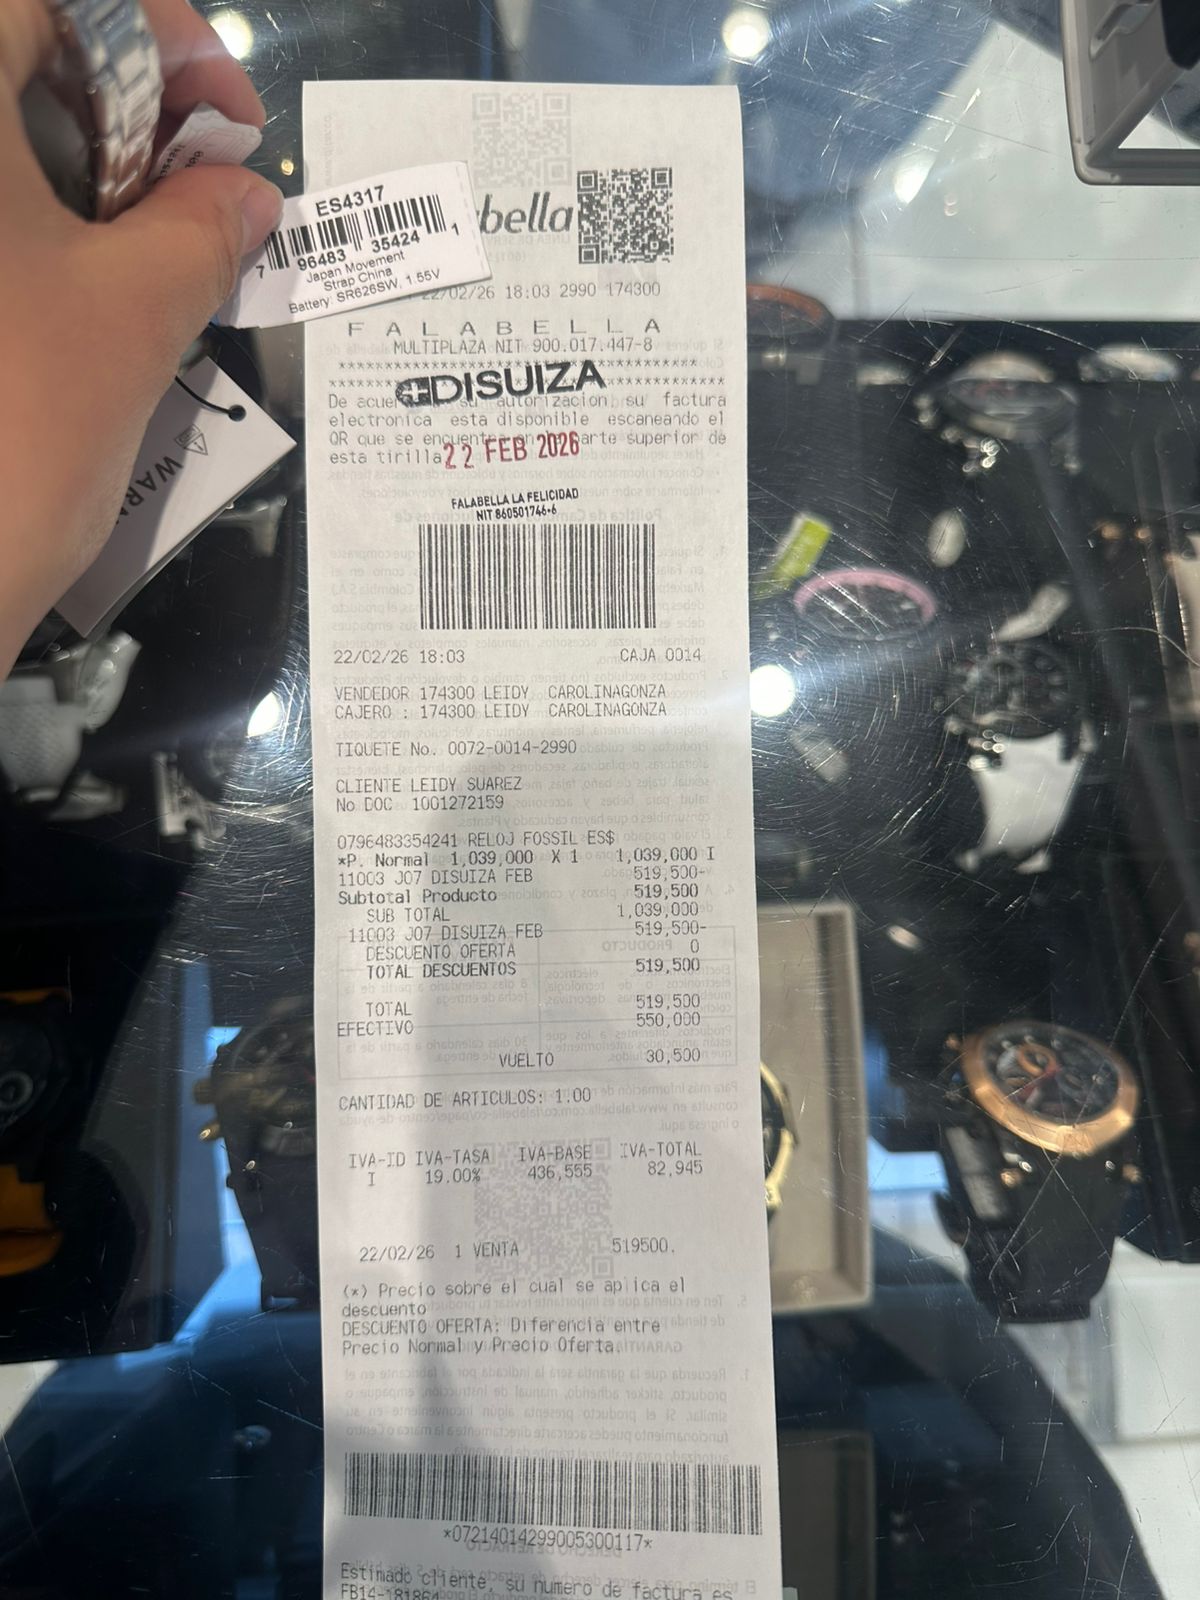 ES4317
7 96483 35424 1
Japan Movement
Strap China
Battery: SR626SW, 1.55V
bella
22/02/26 18:03 2990 174300
F A L A B E L L A
MULTIPLAZA NIT 900.017.447-8
DISUIZA
De su autorizacion su factura
electronica esta disponible escaneando el
QR que se encuentra en parte superior de
esta tirilla
22 FEB 2026
FALABELLA LA FELICIDAD
NIT 860501746-6
22/02/26 18:03 CAJA 0014
VENDEDOR 174300 LEIDY CAROLINAGONZA
CAJERO : 174300 LEIDY CAROLINAGONZA
TIQUETE No. 0072-0014-2990
CLIENTE LEIDY SUAREZ
No DOC 1001272159
0796483354241 RELOJ FOSSIL ES$
*P. Normal 1,039,000 X 1 1,039,000 I
11003 J07 DISUIZA FEB 519,500-
Subtotal Producto 519,500
SUB TOTAL 1,039,000
11003 J07 DISUIZA FEB 519,500-
DESCUENTO OFERTA 0
TOTAL DESCUENTOS 519,500
TOTAL 519,500
EFECTIVO 550,000
VUELTO 30,500
CANTIDAD DE ARTICULOS: 1.00
IVA-ID IVA-TASA IVA-BASE IVA-TOTAL
I 19.00% 436,555 82,945
22/02/26 1 VENTA 519500.
(*) Precio sobre el cual se aplica el
descuento
DESCUENTO OFERTA: Diferencia entre
Precio Normal y Precio Oferta.
*07214014299005300117*
Estimado cliente, su numero de factura es